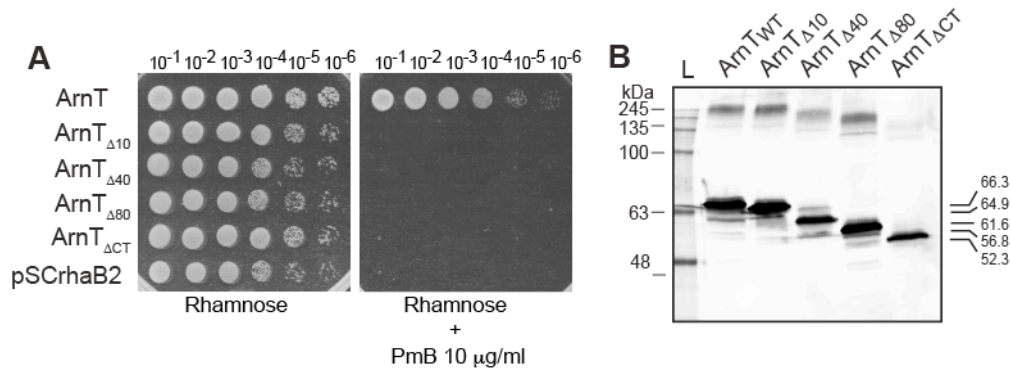 A
10-1 10-2 10-3 10-4 10-5 10-6
10-1 10-2 10-3 10-4 10-5 10-6
ArnT
ArnTΔ10
ArnTΔ40
ArnTΔ80
ArnTΔCT
pSCrhaB2
Rhamnose
Rhamnose
+
PmB 10 μg/ml
B
L ArnTWT ArnTΔ10 ArnTΔ40 ArnTΔ80 ArnTΔCT
kDa
245
135
100
63
48
66.3
64.9
61.6
56.8
52.3